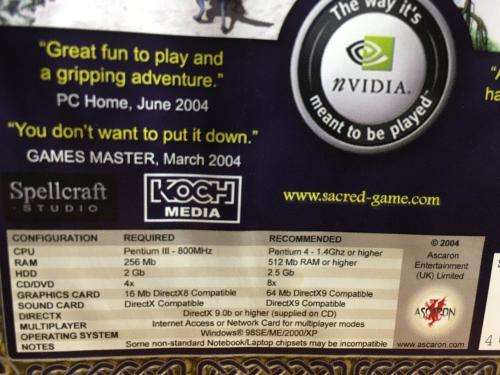 The way it's
nVIDIA.
meant to be played
"Great fun to play and
a gripping adventure."
PC Home, June 2004
"You don't want to put it down."
GAMES MASTER, March 2004
Spellcraft
STUDIO
KOCH
MEDIA
www.sacred-game.com
CONFIGURATION REQUIRED RECOMMENDED
CPU Pentium III - 800MHz Pentium 4 - 1.4Ghz or higher
RAM 256 Mb 512 Mb RAM or higher
HDD 2 Gb 2.5 Gb
CD/DVD 4x 8x
GRAPHICS CARD 16 Mb DirectX8 Compatible 64 Mb DirectX9 Compatible
SOUND CARD DirectX Compatible DirectX9 Compatible
DIRECTX DirectX 9.0b or higher (supplied on CD)
MULTIPLAYER Internet Access or Network Card for multiplayer modes
OPERATING SYSTEM Windows® 98SE/ME/2000/XP
NOTES Some non-standard Notebook/Laptop chipsets may be incompatible
© 2004
Ascaron
Entertainment
(UK) Limited
ASCARON
www.ascaron.com